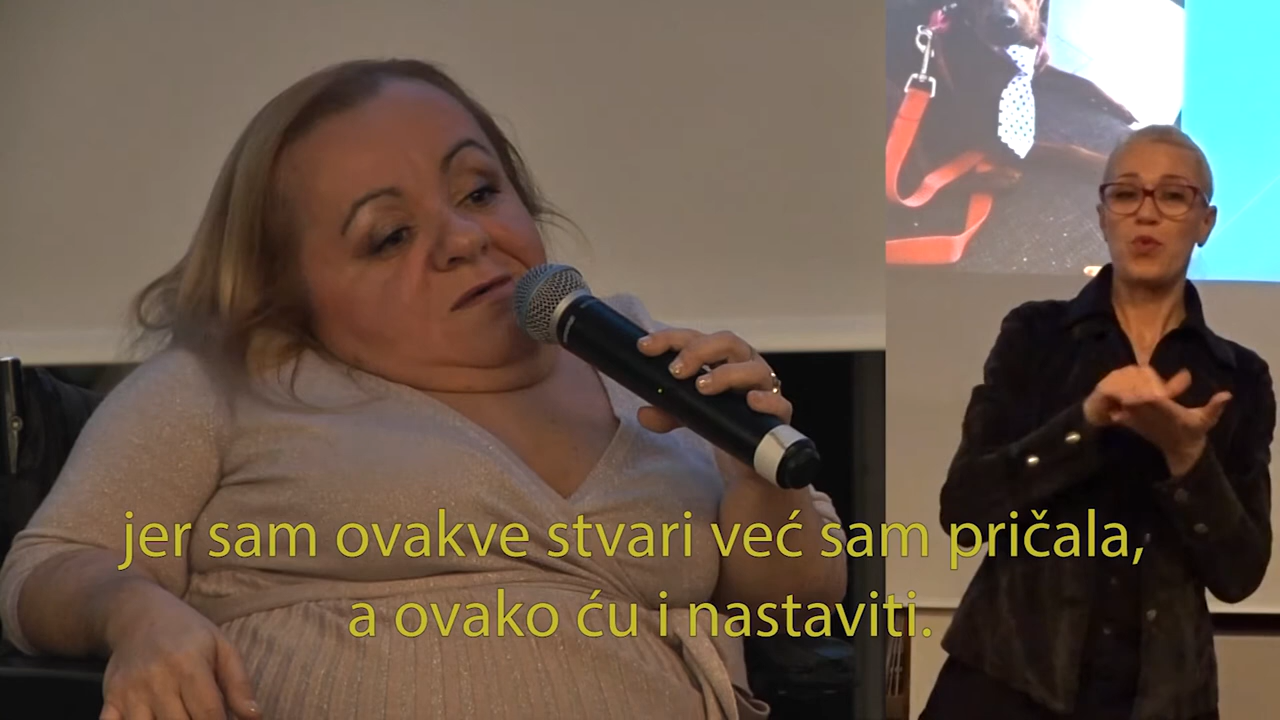 jer sam ovakve stvari već sam pričala,
a ovako ću i nastaviti.